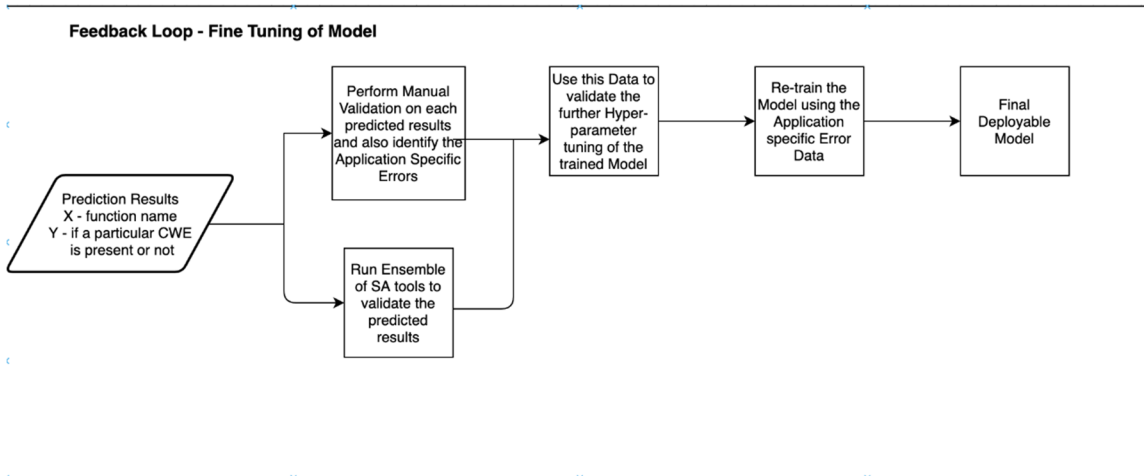 Feedback Loop - Fine Tuning of Model
Perform Manual
Validation on each
predicted results
and also identify the
Application Specific
Errors
Use this Data to
validate the
further Hyper-
parameter
tuning of the
trained Model
Re-train the
Model using the
Application
specific Error
Data
Final
Deployable
Model
Prediction Results
X - function name
Y - if a particular CWE
is present or not
Run Ensemble
of SA tools to
validate the
predicted
results